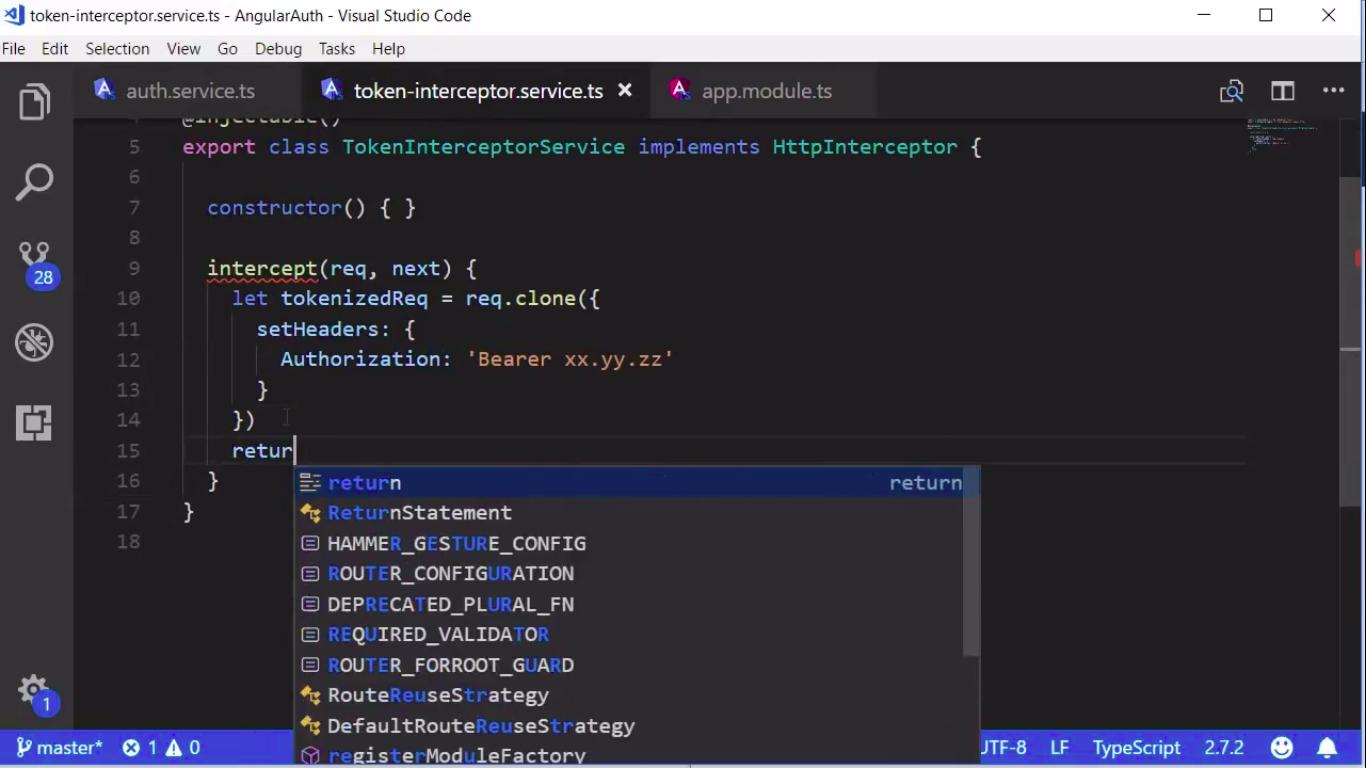 token-interceptor.service.ts - AngularAuth - Visual Studio Code
File Edit Selection View Go Debug Tasks Help
auth.service.ts token-interceptor.service.ts app.module.ts
4 @Injectable()
5 export class TokenInterceptorService implements HttpInterceptor {
6
7 constructor() { }
8
9 intercept(req, next) {
10 let tokenizedReq = req.clone({
11 setHeaders: {
12 Authorization: 'Bearer xx.yy.zz'
13 }
14 })
15 retur
16 }
17 }
18
return return
ReturnStatement
HAMMER_GESTURE_CONFIG
ROUTER_CONFIGURATION
DEPRECATED_PLURAL_FN
REQUIRED_VALIDATOR
ROUTER_FORROOT_GUARD
RouteReuseStrategy
DefaultRouteReuseStrategy
registerModuleFactory
28
1
master* 1 0 UTF-8 LF TypeScript 2.7.2